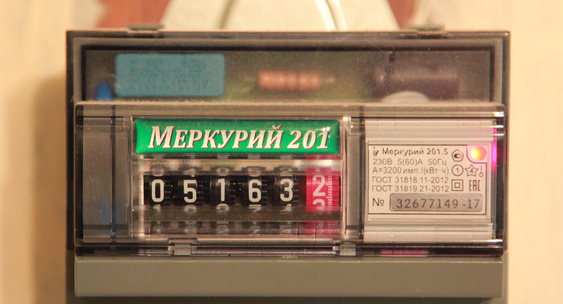 МЕРКУРИЙ 201
0 5 1 6 3 2
Меркурий 201.5
230В 5(60)А 50Гц
А=3200 имп./(кВт·ч)
ГОСТ 31818.11-2012
ГОСТ 31819.21-2012
№ 32677149-17